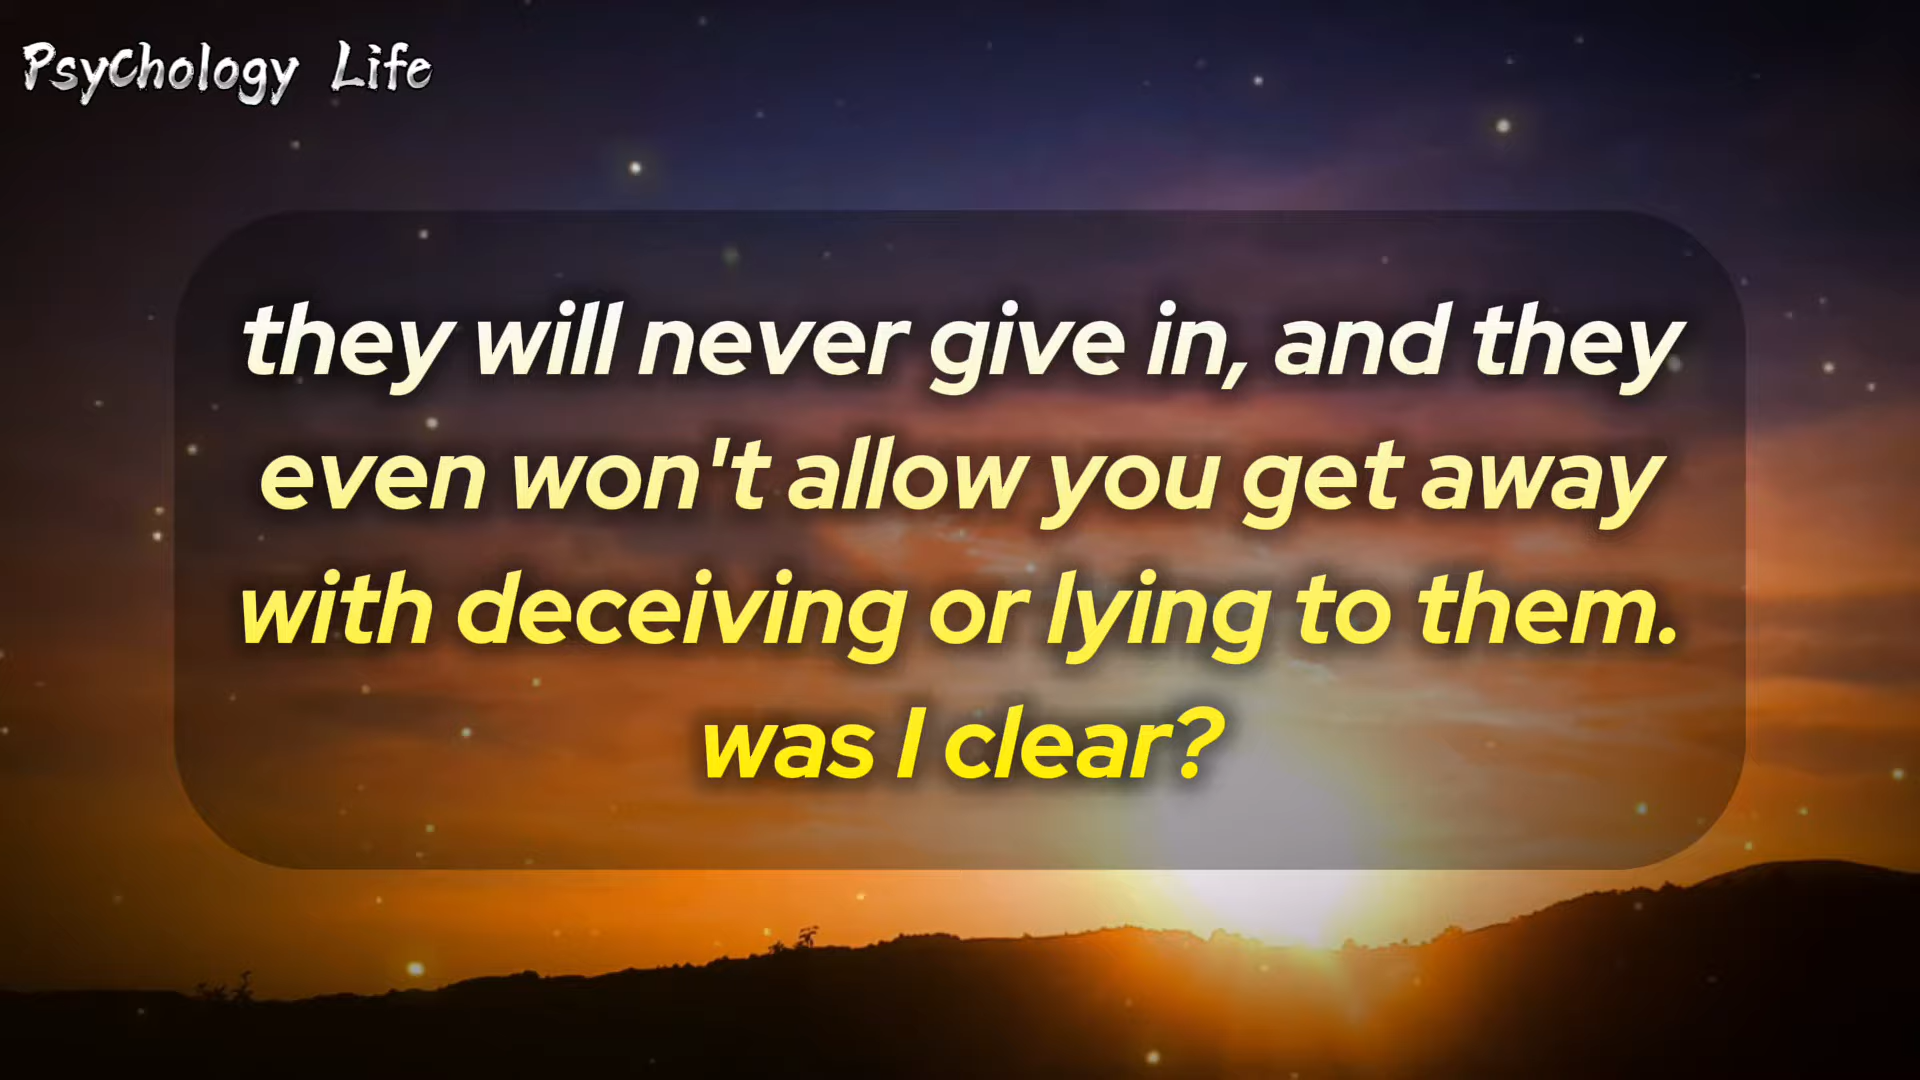 PsyChology Life
they will never give in, and they
even won't allow you get away
with deceiving or lying to them.
was I clear?